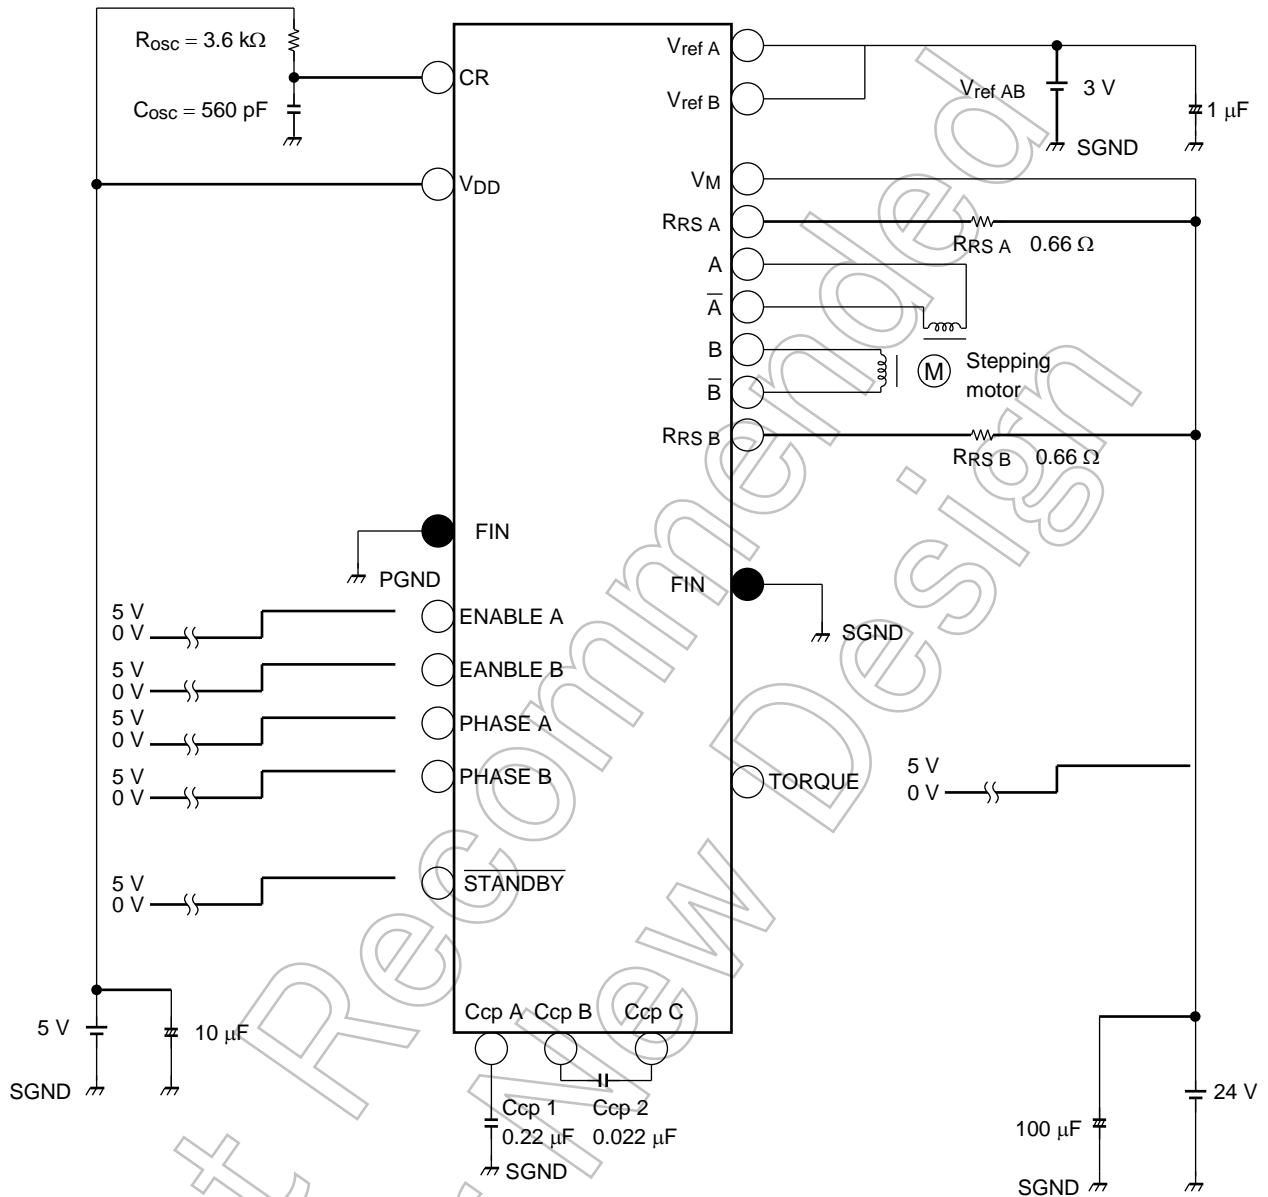 Rosc = 3.6 kΩ
Cosc = 560 pF
CR
VDD
Vref A
Vref B
Vref AB
3 V
SGND
1 μF
VM
RRS A
RRS A 0.66 Ω
A
A̅
B
B̅
M
Stepping
motor
RRS B
RRS B 0.66 Ω
FIN
PGND
FIN
SGND
5 V
0 V
ENABLE A
5 V
0 V
EANBLE B
5 V
0 V
PHASE A
5 V
0 V
PHASE B
TORQUE
5 V
0 V
5 V
0 V
STANDBY
5 V
10 μF
SGND
Ccp A
Ccp B
Ccp C
Ccp 1
0.22 μF
SGND
Ccp 2
0.022 μF
100 μF
SGND
24 V
t Recommended
r New Design